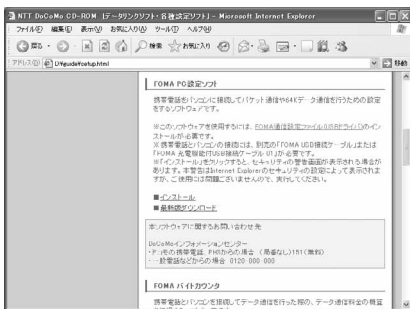 NTT DoCoMo CD-ROM [データリンクソフト・各種設定ソフト] - Microsoft Internet Explorer
ファイル(F) 編集(E) 表示(V) お気に入り(A) ツール(T) ヘルプ(H)
戻る 検索 お気に入り
アドレス(D) 移動
FOMA PC設定ソフト
携帯電話をパソコンに接続してパケット通信や64Kデータ通信を行うための設定
をするソフトウェアです。
※このソフトウェアを使用するには、FOMA通信設定ファイル(USBドライバ)のイン
ストールが必要です。
※携帯電話とパソコンの接続には、別売の「FOMA USB接続ケーブル」または
「FOMA 充電機能付USB接続ケーブル 01」が必要です。
※「インストール」をクリックすると、セキュリティの警告画面が表示される場合が
あります。本警告はInternet Explorerのセキュリティの設定によって表示されま
すが、ご使用には問題ございませんので、実行してください。
■インストール
■最新版ダウンロード
本ソフトウェアに関するお問い合わせ先
DoCoMoインフォメーションセンター
・ドコモの携帯電話、PHSからの場合 (局番なし)151(無料)
・一般電話などからの場合 0120-000-000
FOMA バイトカウンタ
携帯電話とパソコンを接続してデータ通信を行った際の、データ通信料金の概算